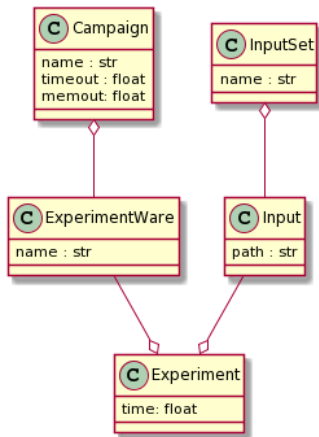 C Campaign
name : str
timeout : float
memout: float
C InputSet
name : str
C ExperimentWare
name : str
C Input
path : str
C Experiment
time: float